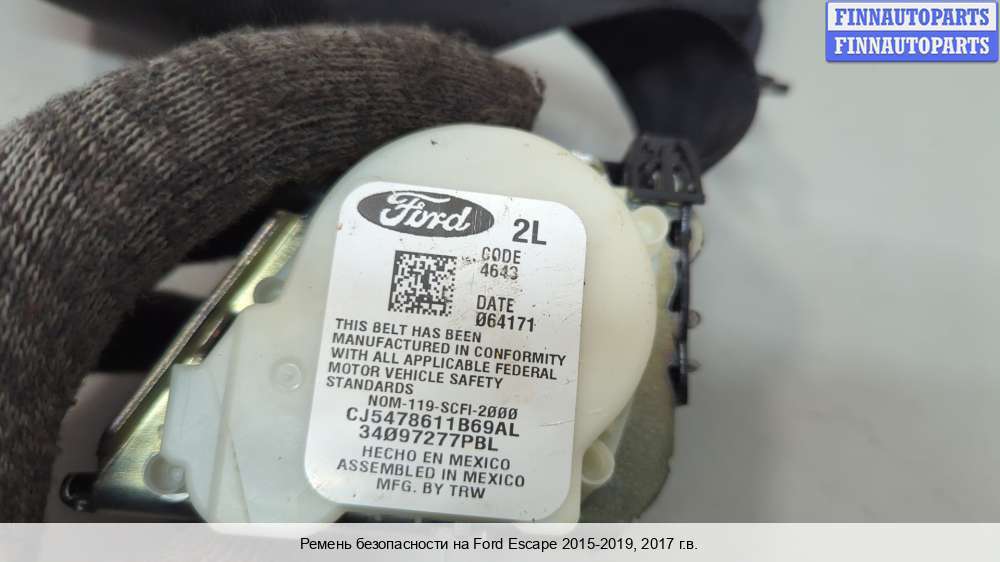 FINNAUTOPARTS
FINNAUTOPARTS
Ford
2L
CODE
4643
DATE
Ø64171
THIS BELT HAS BEEN
MANUFACTURED IN CONFORMITY
WITH ALL APPLICABLE FEDERAL
MOTOR VEHICLE SAFETY
STANDARDS
NOM-119-SCFI-2ØØØ
CJ5478611B69AL
34Ø97277PBL
HECHO EN MEXICO
ASSEMBLED IN MEXICO
MFG. BY TRW
Ремень безопасности на Ford Escape 2015-2019, 2017 г.в.